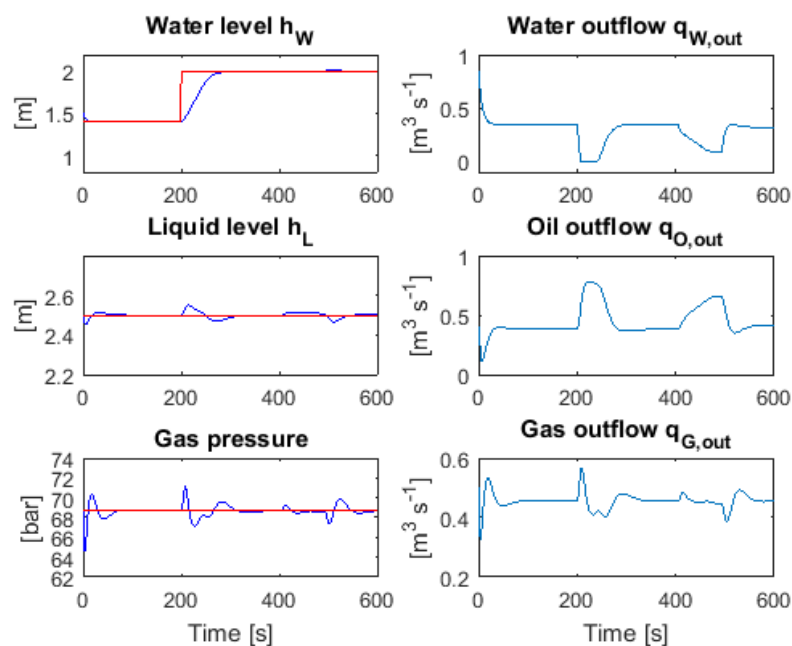 Water level h_W
[m]
2
1.5
1
0 200 400 600
Water outflow q_W,out
[m³ s⁻¹]
1
0.5
0
0 200 400 600
Liquid level h_L
[m]
2.6
2.4
2.2
0 200 400 600
Oil outflow q_O,out
[m³ s⁻¹]
1
0.5
0
0 200 400 600
Gas pressure
[bar]
74
72
70
68
66
64
62
0 200 400 600
Time [s]
Gas outflow q_G,out
[m³ s⁻¹]
0.6
0.4
0.2
0 200 400 600
Time [s]